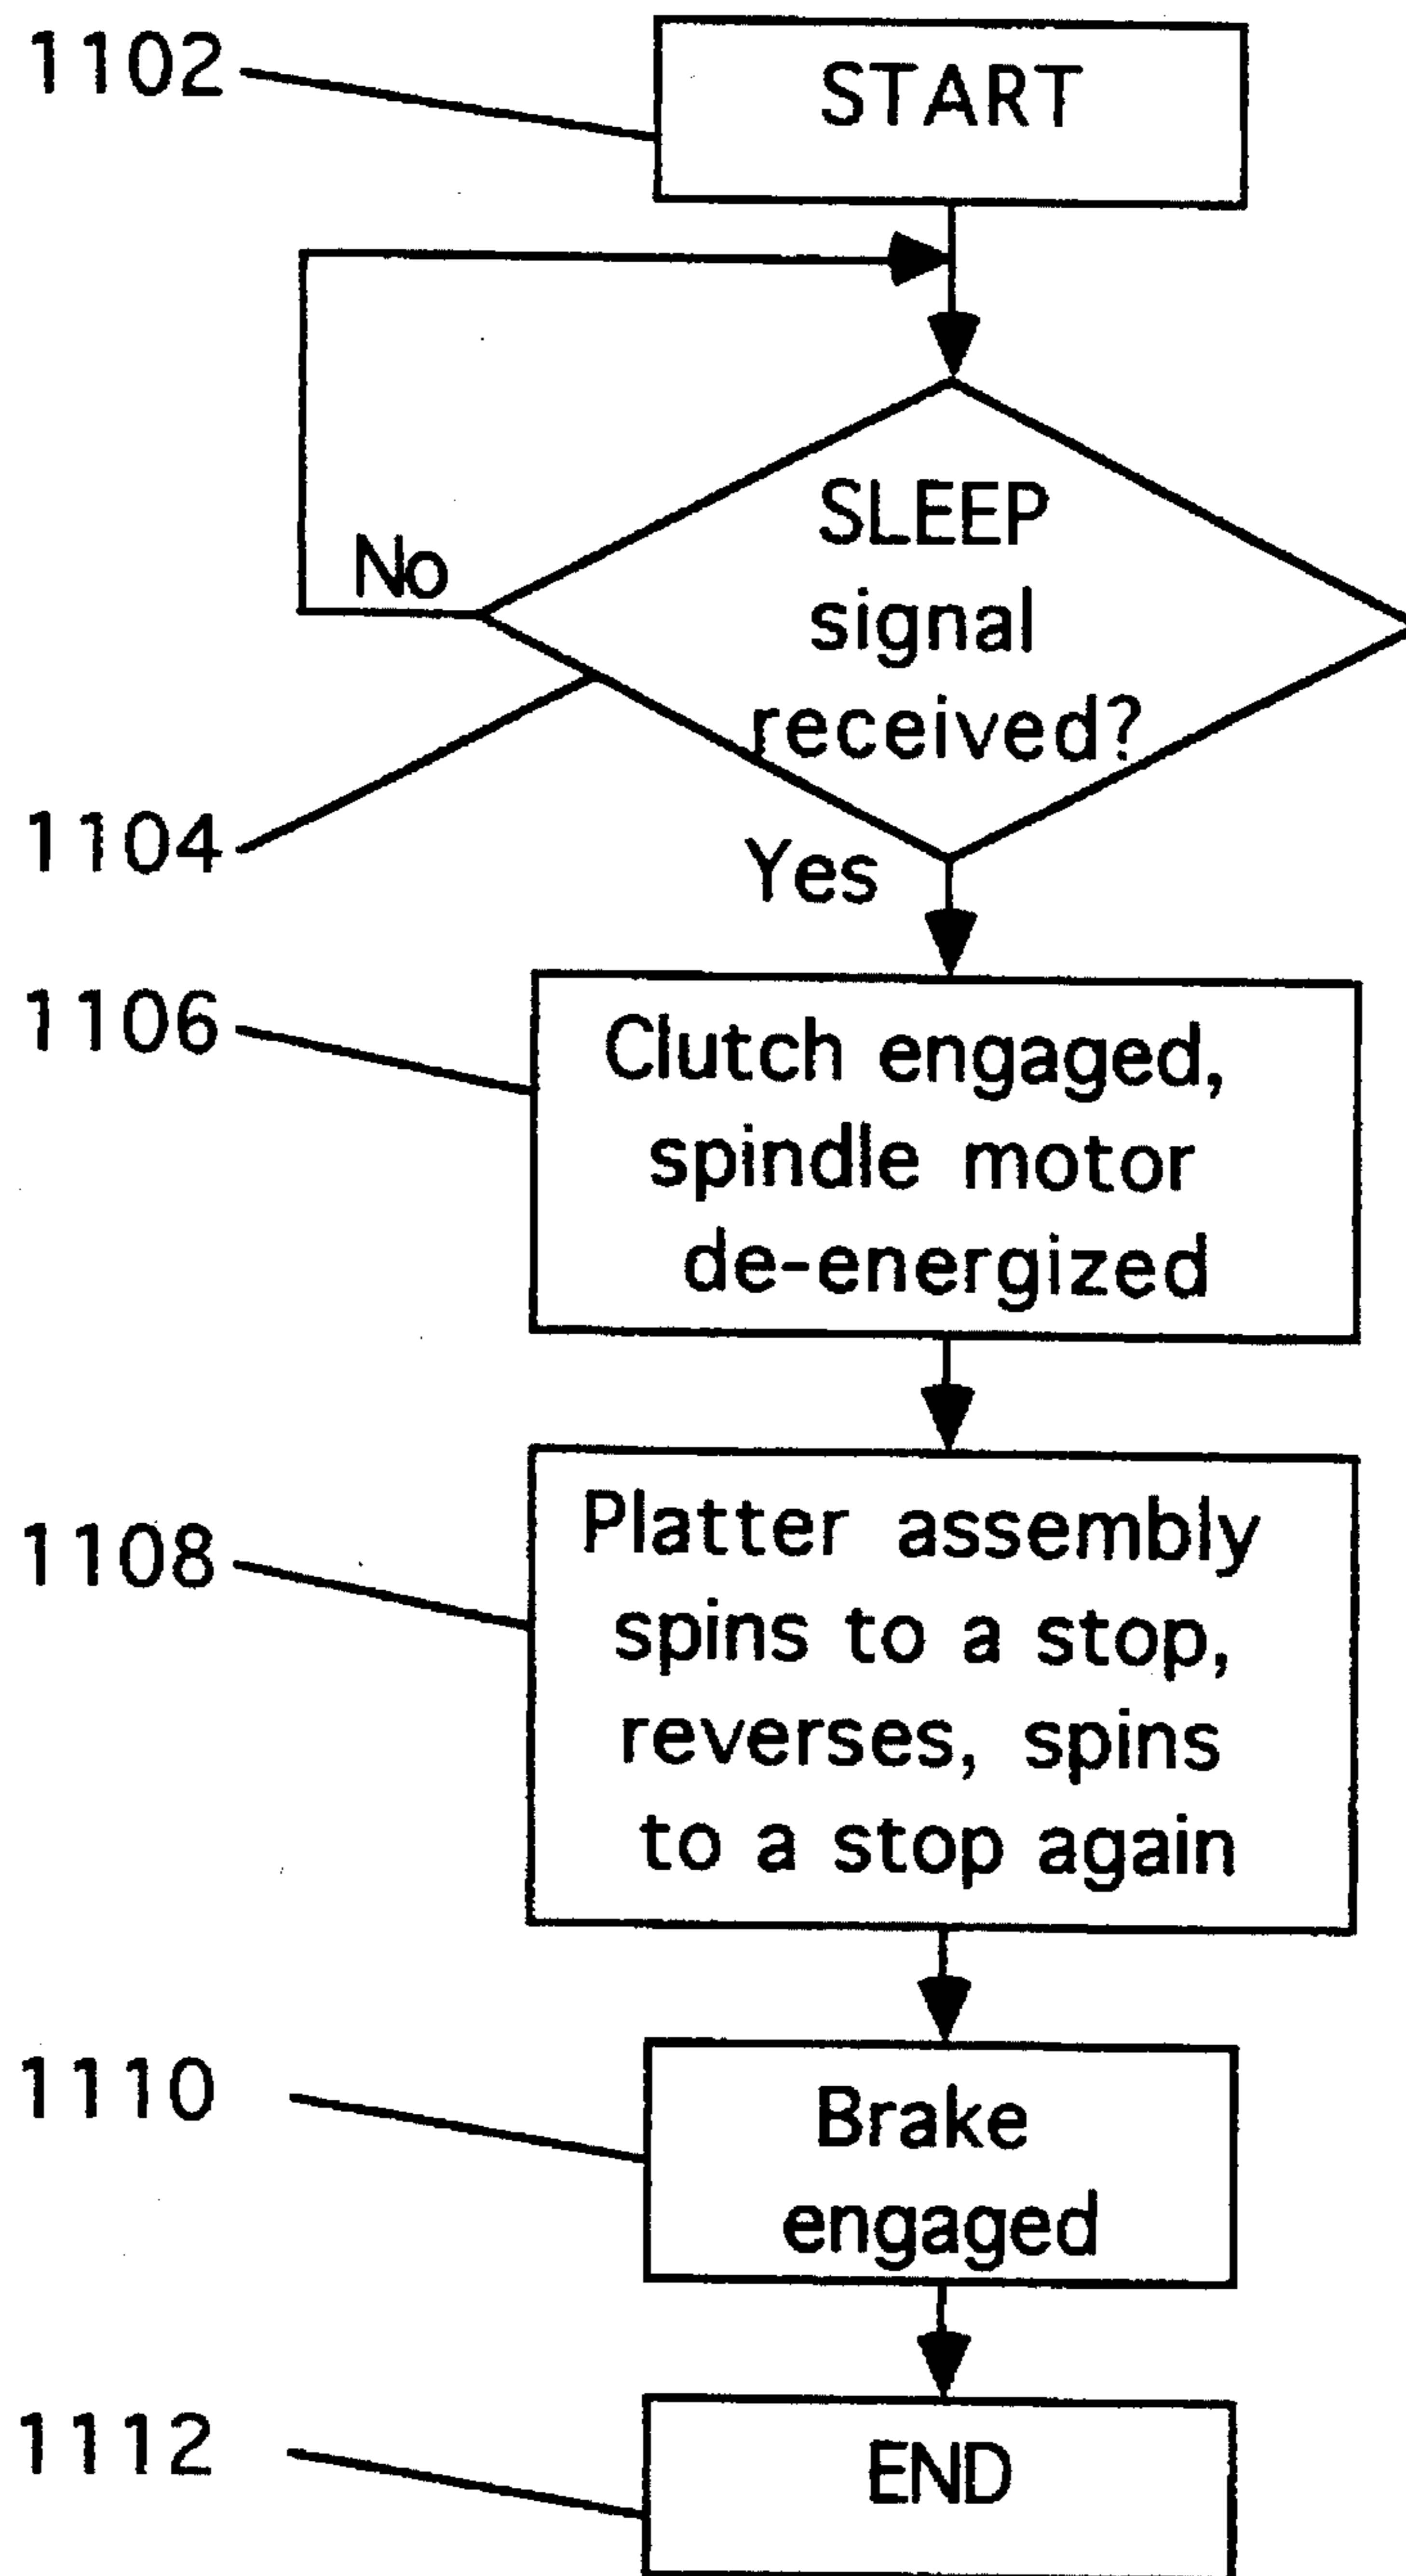 1102
START
SLEEP
signal
received?
No
1104
Yes
1106
Clutch engaged,
spindle motor
de-energized
1108
Platter assembly
spins to a stop,
reverses, spins
to a stop again
1110
Brake
engaged
1112
END